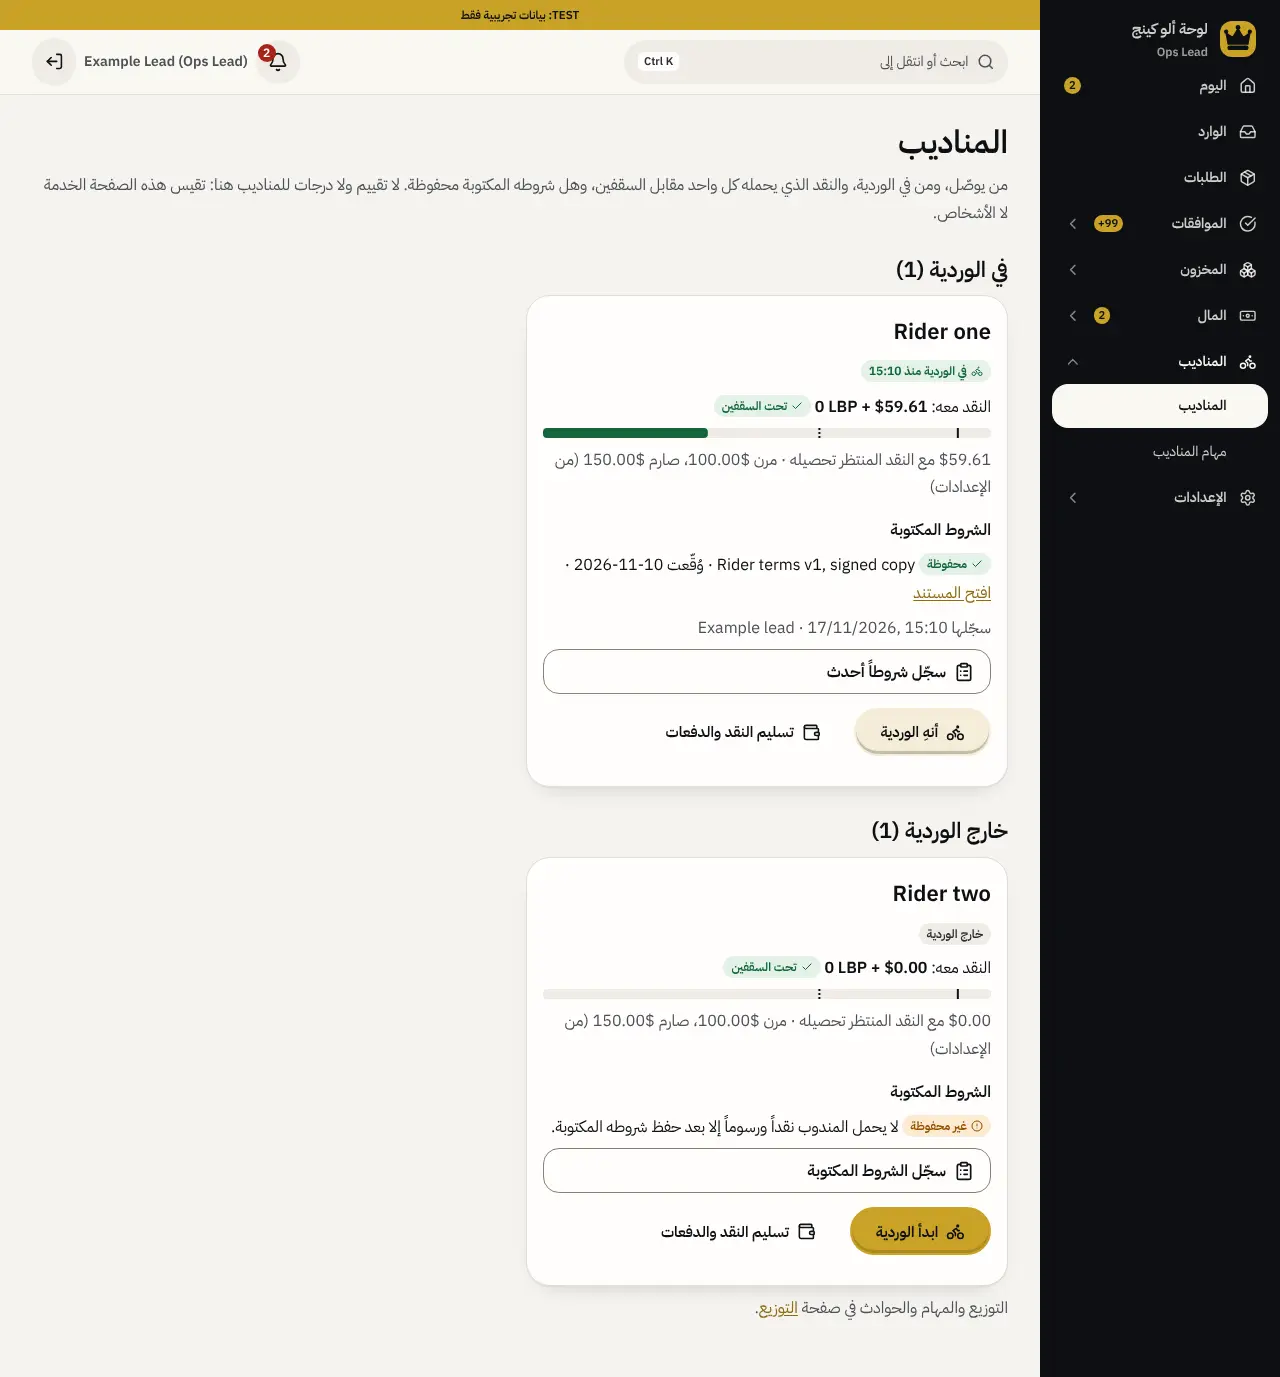 TEST: بيانات تجريبية فقط
لوحة ألو كينج
Ops Lead
اليوم
2
الوارد
الطلبات
الموافقات
99+
المخزون
المال
2
المناديب
المناديب
مهام المناديب
الإعدادات
ابحث أو انتقل إلى
Ctrl K
2
Example Lead (Ops Lead)
المناديب
من يوصّل، ومن في الوردية، والنقد الذي يحمله كل واحد مقابل السقفين، وهل شروطه المكتوبة محفوظة. لا تقييم ولا درجات للمناديب هنا: تقيس هذه الصفحة الخدمة
لا الأشخاص.
في الوردية (1)
Rider one
في الوردية منذ 15:10
النقد معه: 0 LBP + $59.61 تحت السقفين
$59.61 مع النقد المنتظر تحصيله · مرن $100.00، صارم $150.00 (من
الإعدادات)
الشروط المكتوبة
محفوظة Rider terms v1, signed copy · وُقّعت 2026-11-10 ·
افتح المستند
سجّلها Example lead · 17/11/2026, 15:10
سجّل شروطاً أحدث
أنهِ الوردية
تسليم النقد والدفعات
خارج الوردية (1)
Rider two
خارج الوردية
النقد معه: 0 LBP + $0.00 تحت السقفين
$0.00 مع النقد المنتظر تحصيله · مرن $100.00، صارم $150.00 (من
الإعدادات)
الشروط المكتوبة
غير محفوظة لا يحمل المندوب نقداً ورسوماً إلا بعد حفظ شروطه المكتوبة.
سجّل الشروط المكتوبة
ابدأ الوردية
تسليم النقد والدفعات
التوزيع والمهام والحوادث في صفحة التوزيع.